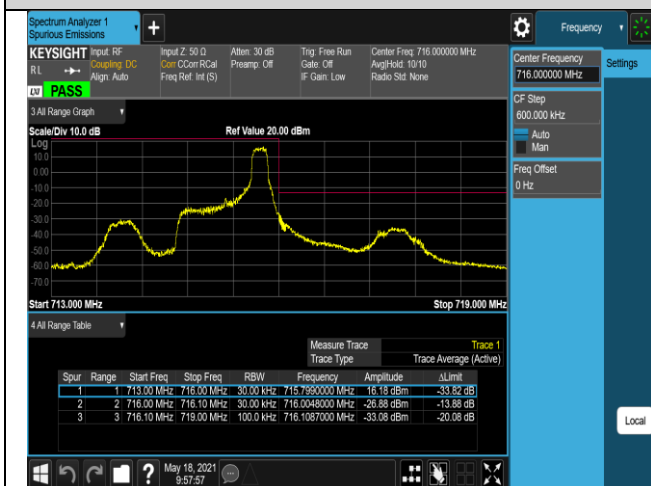 Spectrum Analyzer 1
Spurious Emissions
+
Frequency
KEYSIGHT Input: RF Input Z: 50 Ω Atten: 30 dB Trig: Free Run Center Freq: 716.000000 MHz
Coupling: DC Corr CCorr RCal Preamp: Off Gate: Off Avg|Hold: 10/10
RL Align: Auto Freq Ref: Int (S) IF Gain: Low Radio Std: None
LXI PASS
Center Frequency
716.000000 MHz
Settings
CF Step
600.000 kHz
Auto
Man
Freq Offset
0 Hz
3 All Range Graph
Scale/Div 10.0 dB Ref Value 20.00 dBm
Log
10.0
0.00
-10.0
-20.0
-30.0
-40.0
-50.0
-60.0
-70.0
Start 713.000 MHz Stop 719.000 MHz
4 All Range Table
Measure Trace Trace 1
Trace Type Trace Average (Active)
Spur Range Start Freq Stop Freq RBW Frequency Amplitude ΔLimit
1 1 713.00 MHz 716.00 MHz 30.00 kHz 715.7990000 MHz 16.18 dBm -33.82 dB
2 2 716.00 MHz 716.10 MHz 30.00 kHz 716.0048000 MHz -26.88 dBm -13.88 dB
3 3 716.10 MHz 719.00 MHz 100.0 kHz 716.1087000 MHz -33.08 dBm -20.08 dB
Local
? May 18, 2021
9:57:57